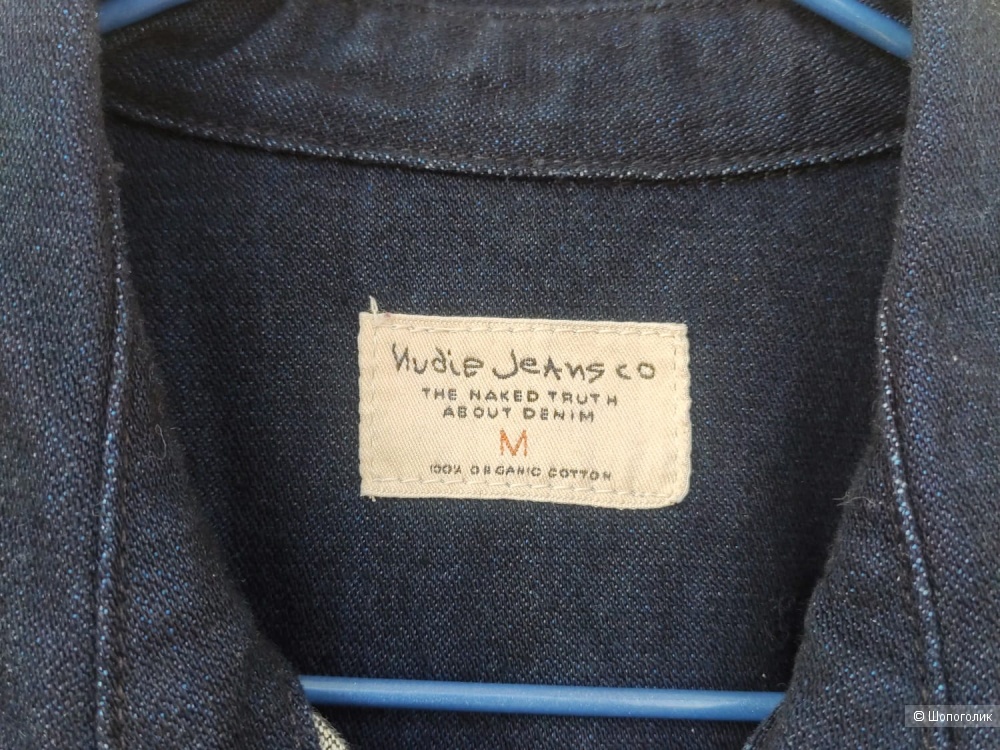 Nudie Jeans co
THE NAKED TRUTH
ABOUT DENIM
M
100% ORGANIC COTTON
© Шопоголик